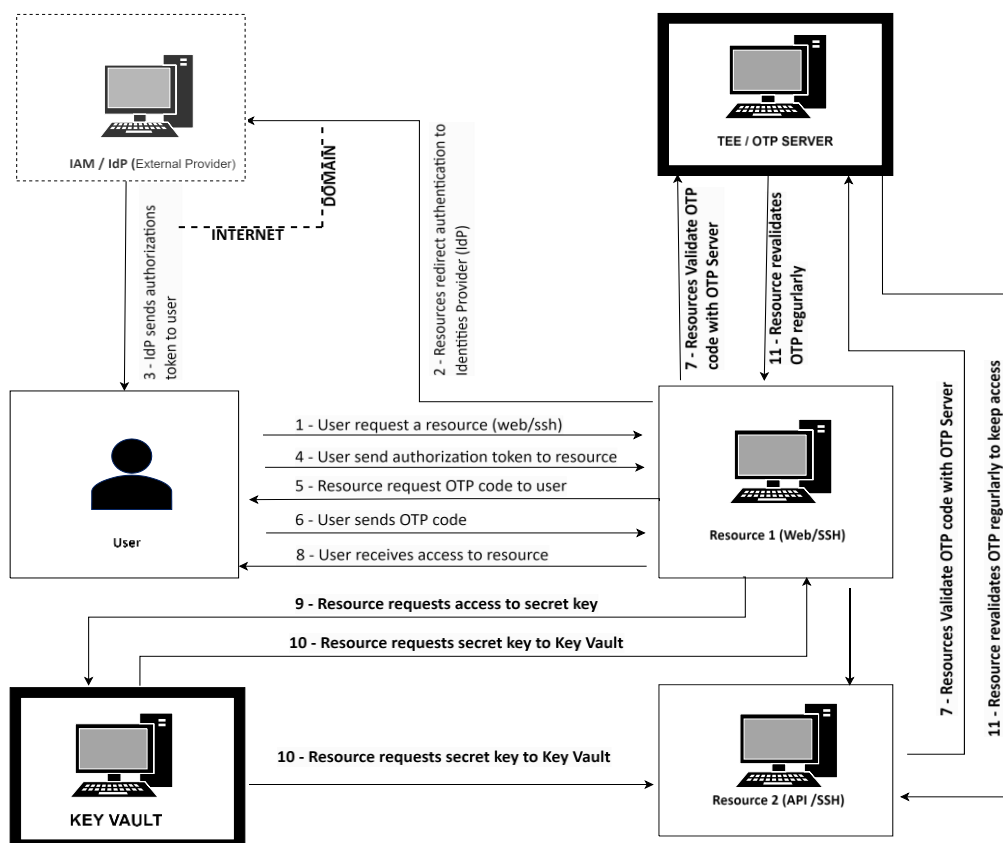 IAM / IdP (External Provider)
TEE / OTP SERVER
DOMAIN
INTERNET
3 - IdP sends authorizations
token to user
2 - Resources redirect authentication to
Identities Provider (IdP)
7 - Resources Validate OTP
code with OTP Server
11 - Resource revalidates
OTP regurlarly
1 - User request a resource (web/ssh)
4 - User send authorization token to resource
5 - Resource request OTP code to user
6 - User sends OTP code
8 - User receives access to resource
User
Resource 1 (Web/SSH)
9 - Resource requests access to secret key
10 - Resource requests secret key to Key Vault
7 - Resources Validate OTP code with OTP Server
11 - Resource revalidates OTP regurlarly to keep access
10 - Resource requests secret key to Key Vault
KEY VAULT
Resource 2 (API /SSH)